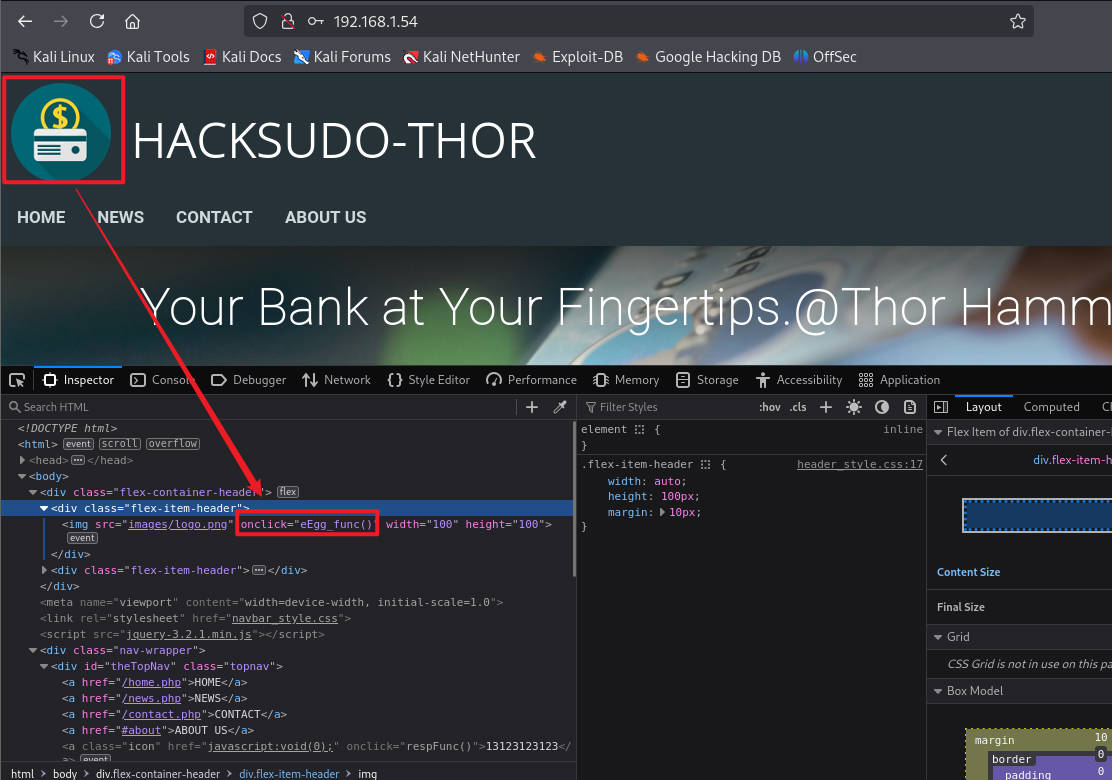 192.168.1.54
Kali Linux Kali Tools Kali Docs Kali Forums Kali NetHunter Exploit-DB Google Hacking DB OffSec
$
HACKSUDO-THOR
HOME NEWS CONTACT ABOUT US
Your Bank at Your Fingertips.@Thor Hamm
Inspector Console Debugger Network {} Style Editor Performance Memory Storage Accessibility Application
Search HTML + Filter Styles :hov .cls + Layout Computed
<!DOCTYPE html>
<html> event scroll overflow
<head> ••• </head>
<body>
<div class="flex-container-header"> flex
<div class="flex-item-header">
<img src="images/logo.png" onclick="eEgg_func()" width="100" height="100">
event
</div>
<div class="flex-item-header"> ••• </div>
</div>
<meta name="viewport" content="width=device-width, initial-scale=1.0">
<link rel="stylesheet" href="navbar_style.css">
<script src="jquery-3.2.1.min.js"></script>
<div class="nav-wrapper">
<div id="theTopNav" class="topnav">
<a href="/home.php">HOME</a>
<a href="/news.php">NEWS</a>
<a href="/contact.php">CONTACT</a>
<a href="#about">ABOUT US</a>
<a class="icon" href="javascript:void(0);" onclick="respFunc()">13123123123</
a> event
html > body > div.flex-container-header > div.flex-item-header > img
element { inline
}
.flex-item-header { header_style.css:17
width: auto;
height: 100px;
margin: 10px;
}
Flex Item of div.flex-container-
div.flex-item-h
Content Size
Final Size
Grid
CSS Grid is not in use on this pa
Box Model
margin 10
border 0
padding 0